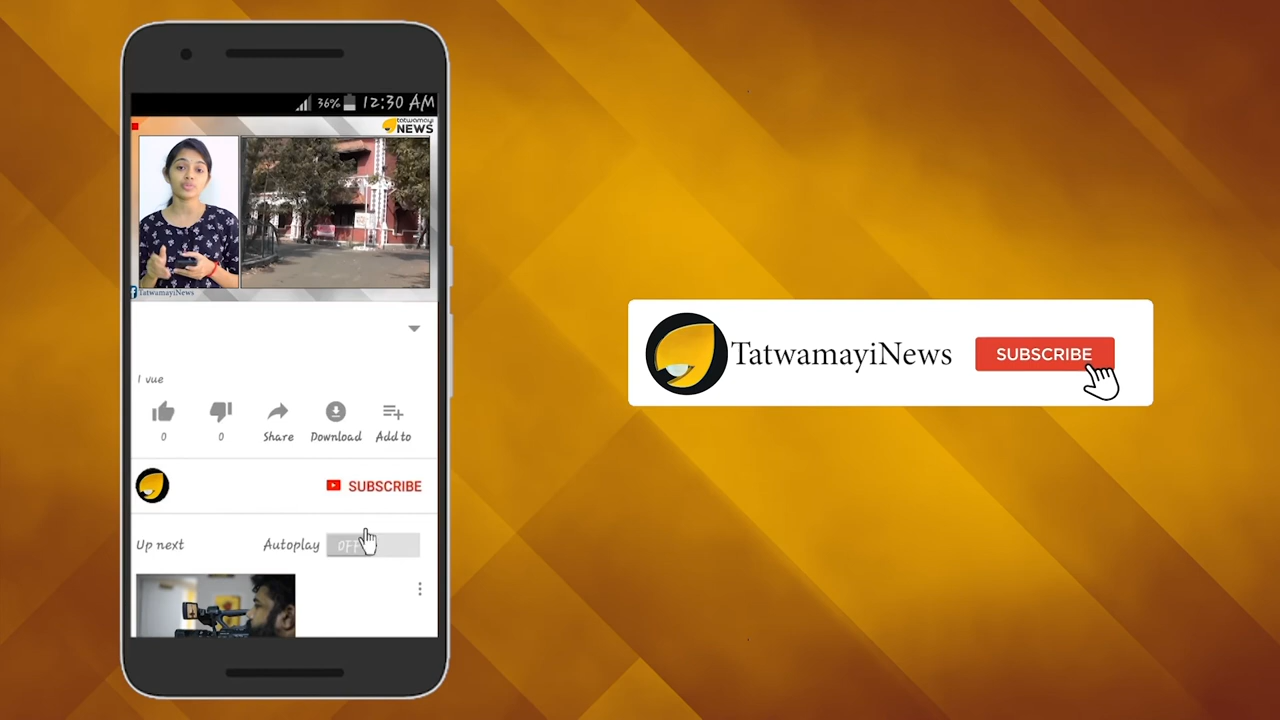 36% 12:30 AM
tatwamayi
NEWS
TatwamayiNews
1 vue
0
0
Share
Download
Add to
SUBSCRIBE
Up next
Autoplay
OFF
TatwamayiNews
SUBSCRIBE